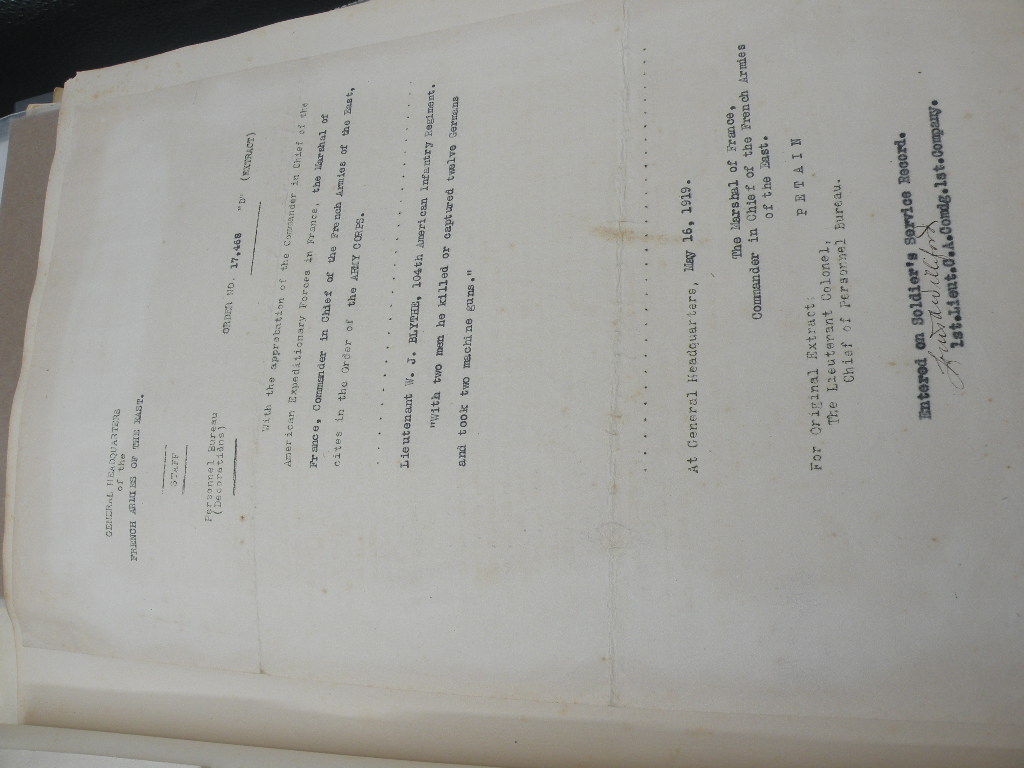 GENERAL HEADQUARTERS
of the
FRENCH ARMIES OF THE EAST.
STAFF
Personnel Bureau
(Decorations)
ORDER NO. 17,468 "D" (EXTRACT)
With the approbation of the Commander in Chief of the
American Expeditionary Forces in France, the Marshal of
France, Commander in Chief of the French Armies of the East,
cites in the Order of the ARMY CORPS.
Lieutenant W. J. BLYTHE, 104th American Infantry Regiment.
"With two men he killed or captured twelve Germans
and took two machine guns."
At General Headquarters, May 16, 1919.
The Marshal of France,
Commander in Chief of the French Armies
of the East.
PETAIN
For Original Extract:
The Lieutenant Colonel,
Chief of Personnel Bureau.
Entered on Soldier's Service Record.
1st.Lieut.C.A.Comdg.1st.Company.